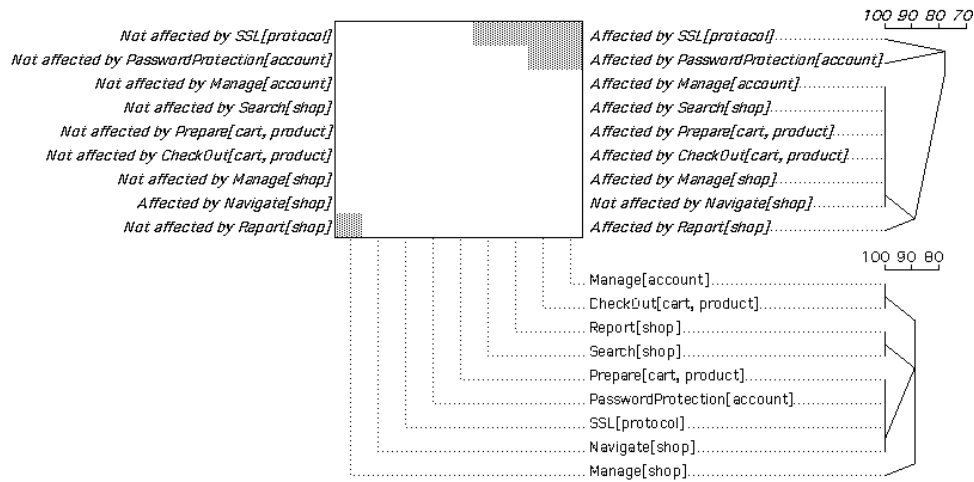 100 90 80 70
Not affected by SSL[protocol] Affected by SSL[protocol]
Not affected by PasswordProtection[account] Affected by PasswordProtection[account]
Not affected by Manage[account] Affected by Manage[account]
Not affected by Search[shop] Affected by Search[shop]
Not affected by Prepare[cart, product] Affected by Prepare[cart, product]
Not affected by CheckOut[cart, product] Affected by CheckOut[cart, product]
Not affected by Manage[shop] Affected by Manage[shop]
Affected by Navigate[shop] Not affected by Navigate[shop]
Not affected by Report[shop] Affected by Report[shop]
100 90 80
Manage[account]
CheckOut[cart, product]
Report[shop]
Search[shop]
Prepare[cart, product]
PasswordProtection[account]
SSL[protocol]
Navigate[shop]
Manage[shop]